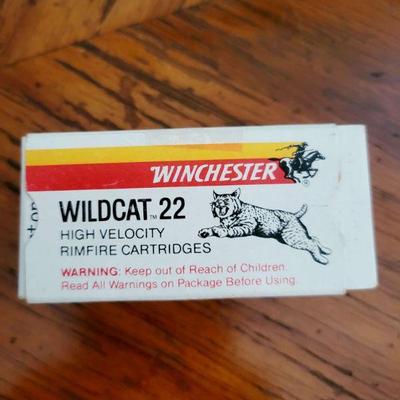 WINCHESTER
®
WILDCAT™ 22
HIGH VELOCITY
RIMFIRE CARTRIDGES
WARNING: Keep out of Reach of Children.
Read All Warnings on Package Before Using.